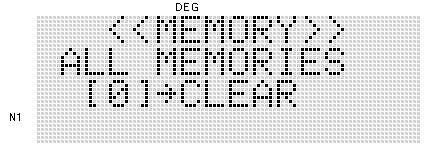 DEG
<<MEMORY>>
ALL MEMORIES
[0]→CLEAR
N1